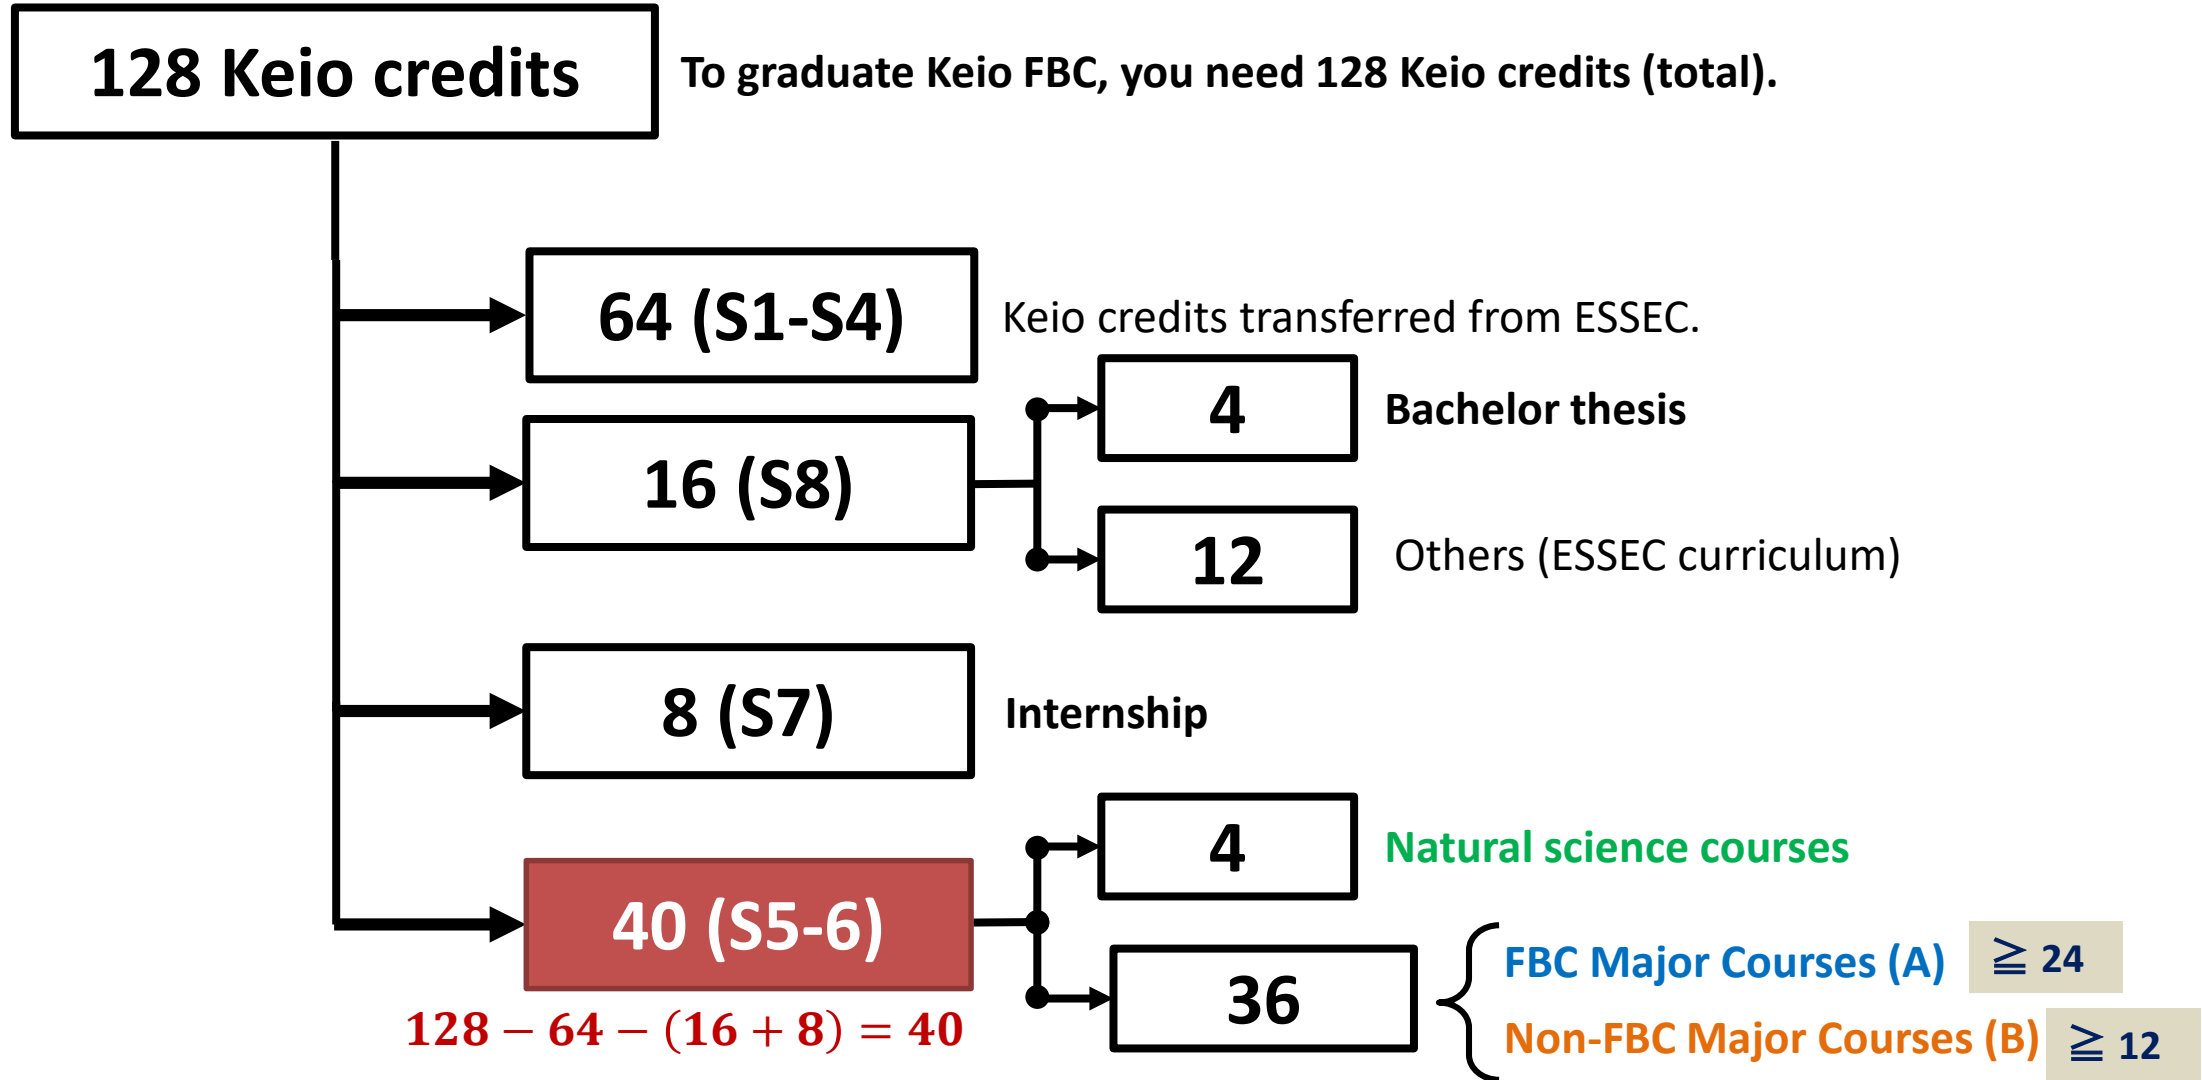 128 Keio credits
To graduate Keio FBC, you need 128 Keio credits (total).
64 (S1-S4)
Keio credits transferred from ESSEC.
4
Bachelor thesis
16 (S8)
12
Others (ESSEC curriculum)
8 (S7)
Internship
4
Natural science courses
40 (S5-6)
128 − 64 − (16 + 8) = 40
36
FBC Major Courses (A)
≧ 24
Non-FBC Major Courses (B)
≧ 12